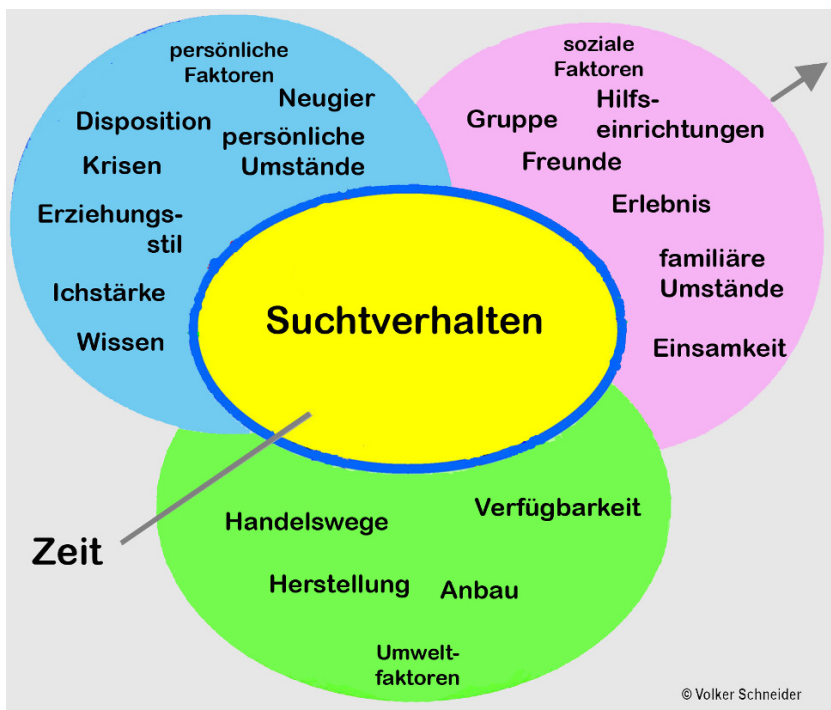 persönliche
Faktoren
Neugier
Disposition
persönliche
Umstände
Krisen
Erziehungs-
stil
Ichstärke
Wissen
soziale
Faktoren
Hilfs-
einrichtungen
Gruppe
Freunde
Erlebnis
familiäre
Umstände
Einsamkeit
Suchtverhalten
Zeit
Handelswege
Verfügbarkeit
Herstellung
Anbau
Umwelt-
faktoren
© Volker Schneider